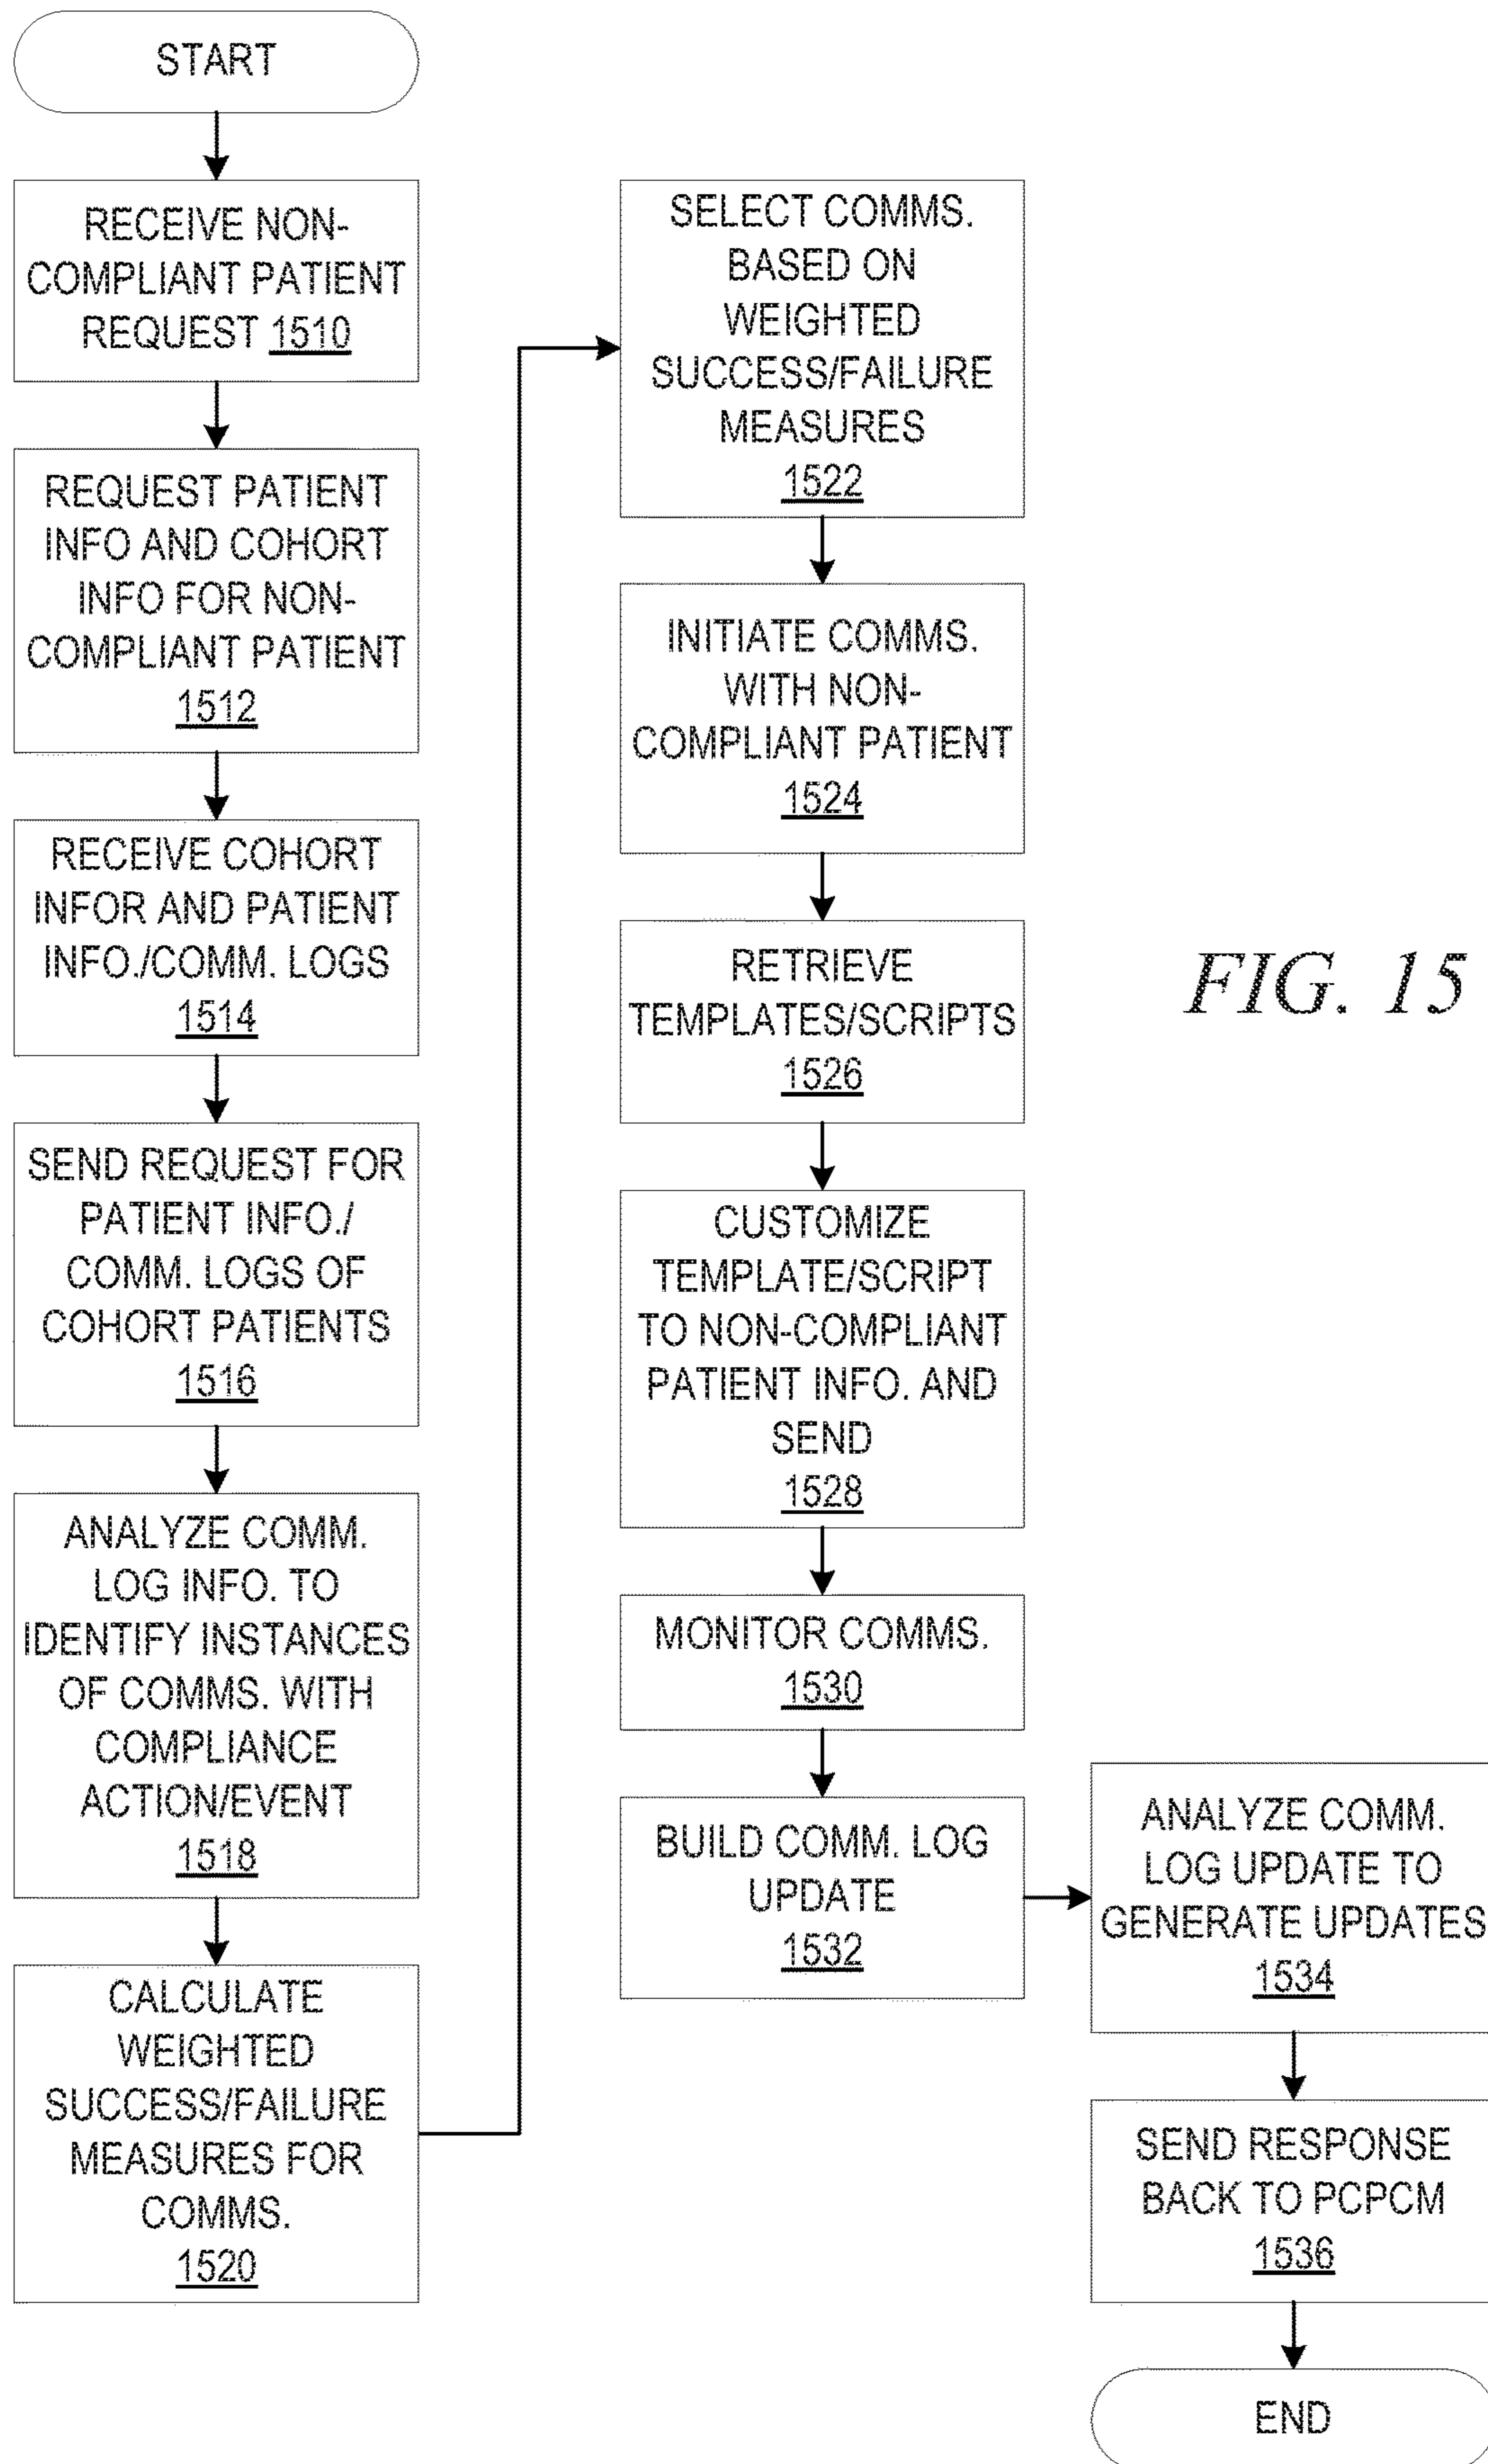 START
RECEIVE NON-
COMPLIANT PATIENT
REQUEST 1510
REQUEST PATIENT
INFO AND COHORT
INFO FOR NON-
COMPLIANT PATIENT
1512
RECEIVE COHORT
INFOR AND PATIENT
INFO./COMM. LOGS
1514
SEND REQUEST FOR
PATIENT INFO./
COMM. LOGS OF
COHORT PATIENTS
1516
ANALYZE COMM.
LOG INFO. TO
IDENTIFY INSTANCES
OF COMMS. WITH
COMPLIANCE
ACTION/EVENT
1518
CALCULATE
WEIGHTED
SUCCESS/FAILURE
MEASURES FOR
COMMS.
1520
SELECT COMMS.
BASED ON
WEIGHTED
SUCCESS/FAILURE
MEASURES
1522
INITIATE COMMS.
WITH NON-
COMPLIANT PATIENT
1524
RETRIEVE
TEMPLATES/SCRIPTS
1526
CUSTOMIZE
TEMPLATE/SCRIPT
TO NON-COMPLIANT
PATIENT INFO. AND
SEND
1528
MONITOR COMMS.
1530
BUILD COMM. LOG
UPDATE
1532
ANALYZE COMM.
LOG UPDATE TO
GENERATE UPDATES
1534
SEND RESPONSE
BACK TO PCPCM
1536
END
FIG. 15